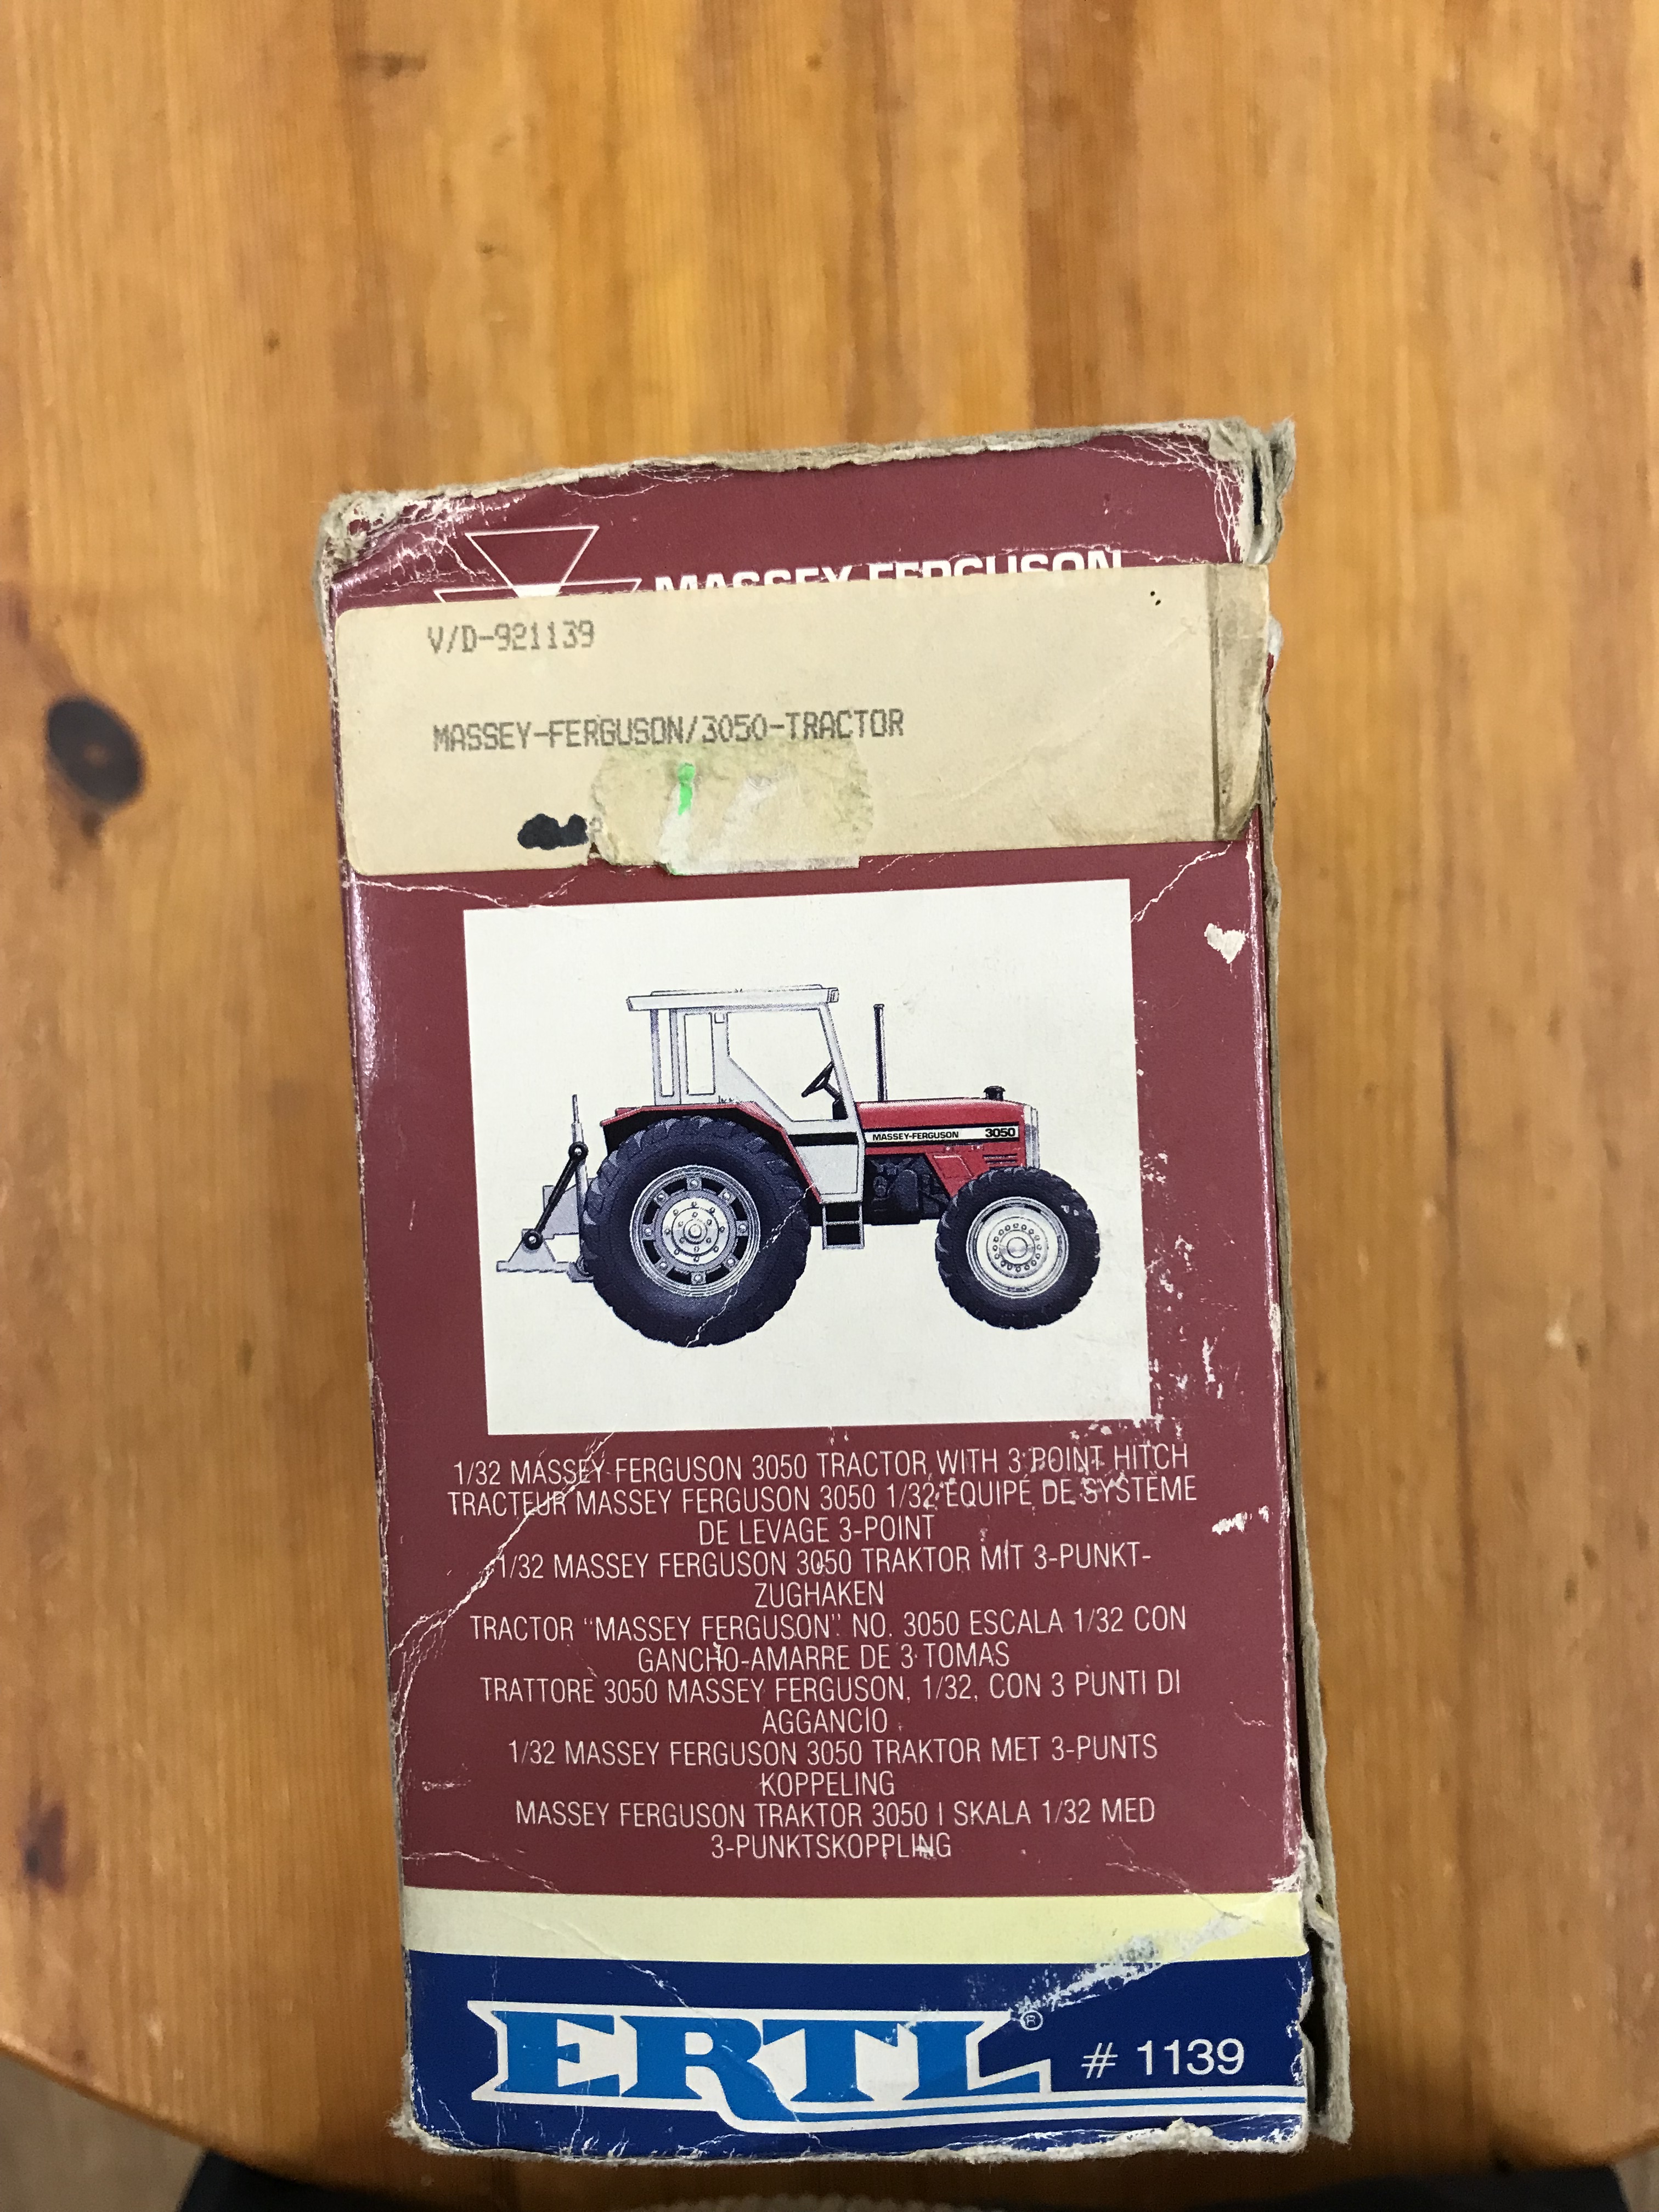 MASSEY FERGUSON
V/D-921139
MASSEY-FERGUSON/3050-TRACTOR
MASSEY-FERGUSON 3050
1/32 MASSEY FERGUSON 3050 TRACTOR WITH 3 POINT HITCH
TRACTEUR MASSEY FERGUSON 3050 1/32 ÉQUIPÉ DE SYSTÈME
DE LEVAGE 3-POINT
1/32 MASSEY FERGUSON 3050 TRAKTOR MIT 3-PUNKT-
ZUGHAKEN
TRACTOR “MASSEY FERGUSON” NO. 3050 ESCALA 1/32 CON
GANCHO-AMARRE DE 3 TOMAS
TRATTORE 3050 MASSEY FERGUSON, 1/32, CON 3 PUNTI DI
AGGANCIO
1/32 MASSEY FERGUSON 3050 TRAKTOR MET 3-PUNTS
KOPPELING
MASSEY FERGUSON TRAKTOR 3050 I SKALA 1/32 MED
3-PUNKTSKOPPLING
ERTL® # 1139